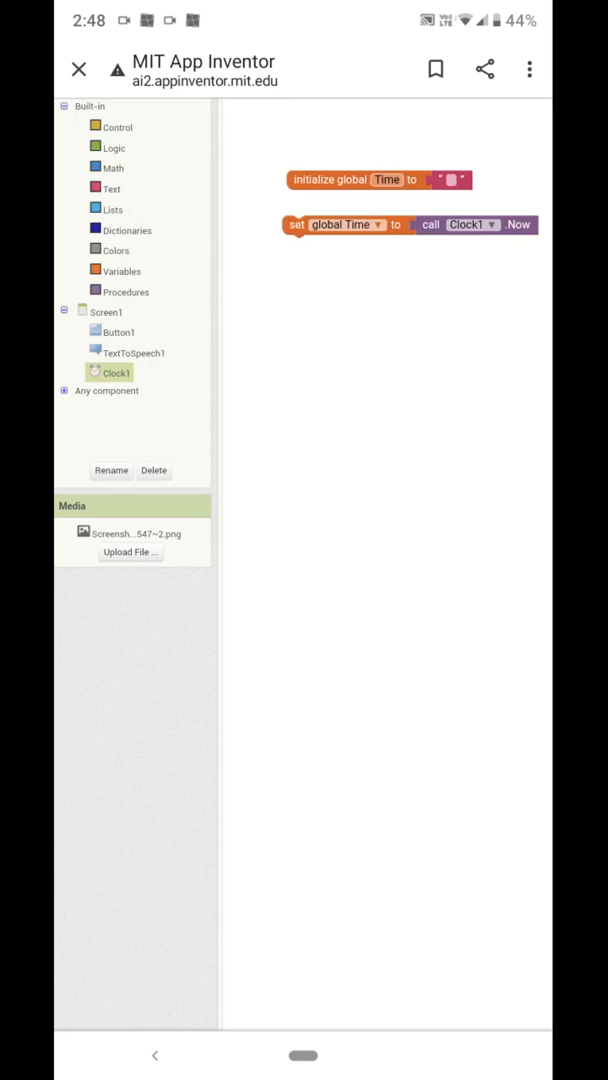 2:48 VoD LTE 44%
MIT App Inventor
ai2.appinventor.mit.edu
Built-in
Control
Logic
Math
Text
Lists
Dictionaries
Colors
Variables
Procedures
Screen1
Button1
TextToSpeech1
Clock1
Any component
Rename Delete
Media
Screensh...547~2.png
Upload File ...
initialize global Time to " "
set global Time to call Clock1 .Now